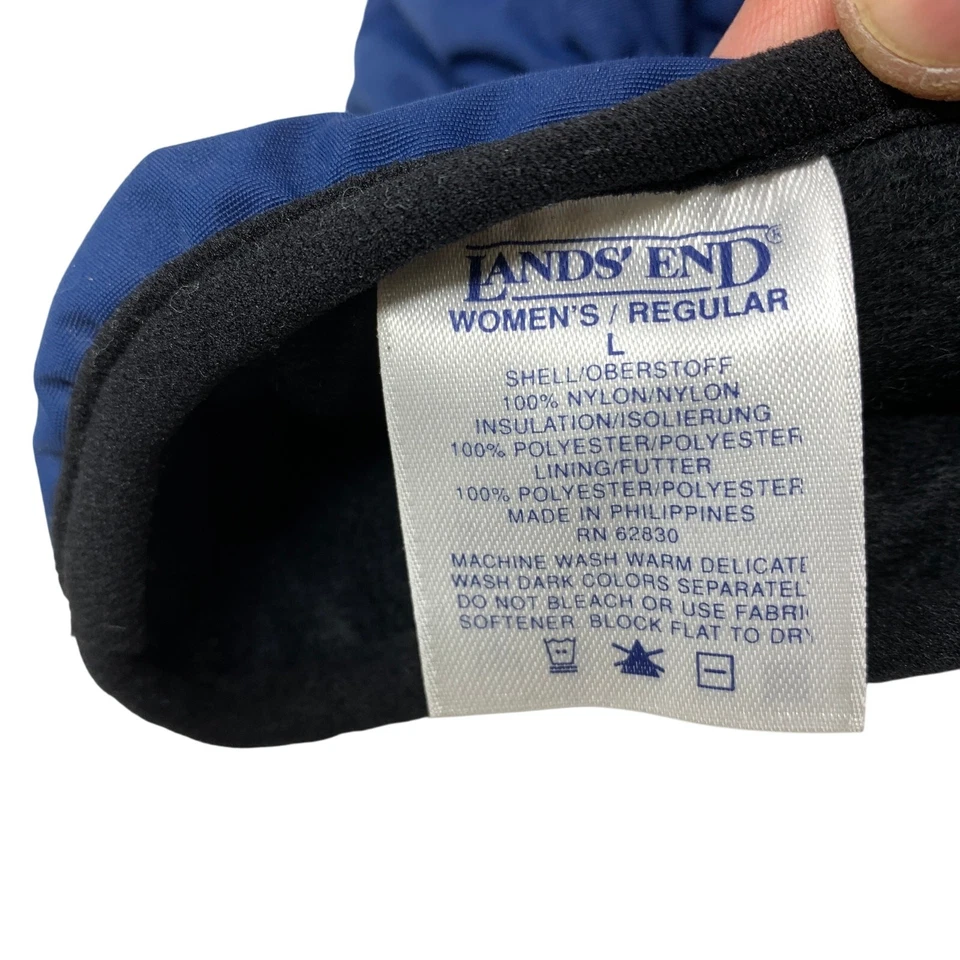 LANDS' END®
WOMEN'S / REGULAR
L
SHELL/OBERSTOFF
100% NYLON/NYLON
INSULATION/ISOLIERUNG
100% POLYESTER/POLYESTER
LINING/FUTTER
100% POLYESTER/POLYESTER
MADE IN PHILIPPINES
RN 62830
MACHINE WASH WARM DELICATE
WASH DARK COLORS SEPARATEL
DO NOT BLEACH OR USE FABRI
SOFTENER. BLOCK FLAT TO DRY